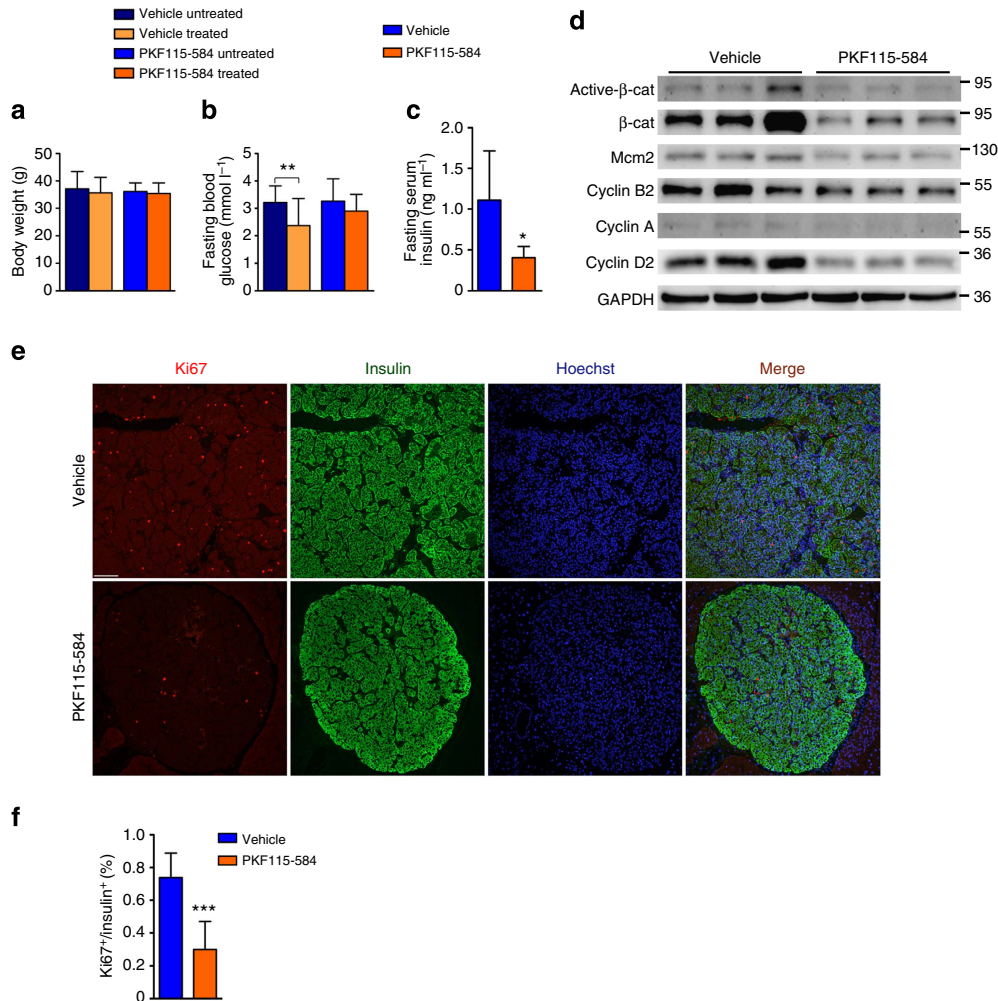 Vehicle untreated
Vehicle treated
PKF115-584 untreated
PKF115-584 treated
Vehicle
PKF115-584
a
Body weight (g)
50
40
30
20
10
0
b
Fasting blood
glucose (mmol l⁻¹)
5
4
3
2
1
0
**
c
Fasting serum
insulin (ng ml⁻¹)
2.0
1.5
1.0
0.5
0
*
d
Vehicle
PKF115-584
Active-β-cat
95
β-cat
95
Mcm2
130
Cyclin B2
55
Cyclin A
55
Cyclin D2
36
GAPDH
36
e
Ki67
Insulin
Hoechst
Merge
Vehicle
PKF115-584
f
Ki67⁺/insulin⁺ (%)
1.0
0.8
0.6
0.4
0.2
0
Vehicle
PKF115-584
***